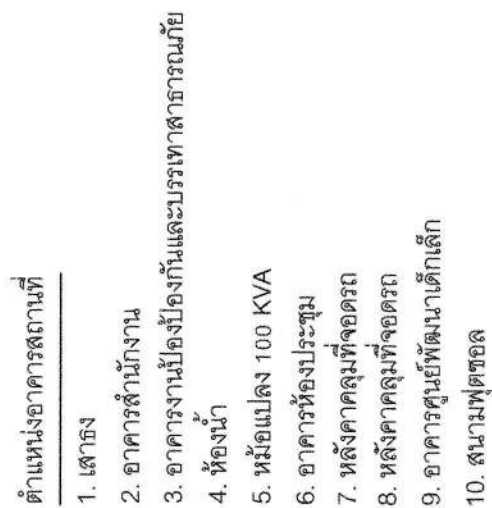 ตำแหน่งอาคารสถานที่
1. เสาธง
2. อาคารสำนักงาน
3. อาคารงานป้องป้องกันและบรรเทาสาธารณภัย
4. ห้องน้ำ
5. หม้อแปลง 100 KVA
6. อาคารห้องประชุม
7. หลังคาคลุมที่จอดรถ
8. หลังคาคลุมที่จอดรถ
9. อาคารศูนย์พัฒนาเด็กเล็ก
10. สนามฟุตซอล